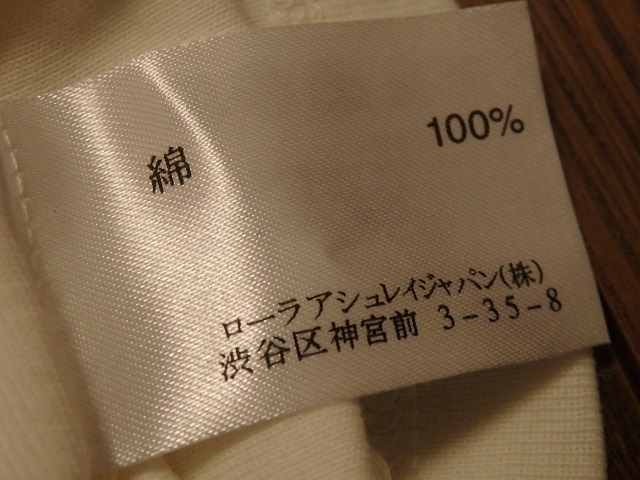 綿 100%
ローラアシュレイジャパン(株)
渋谷区神宮前 3-35-8